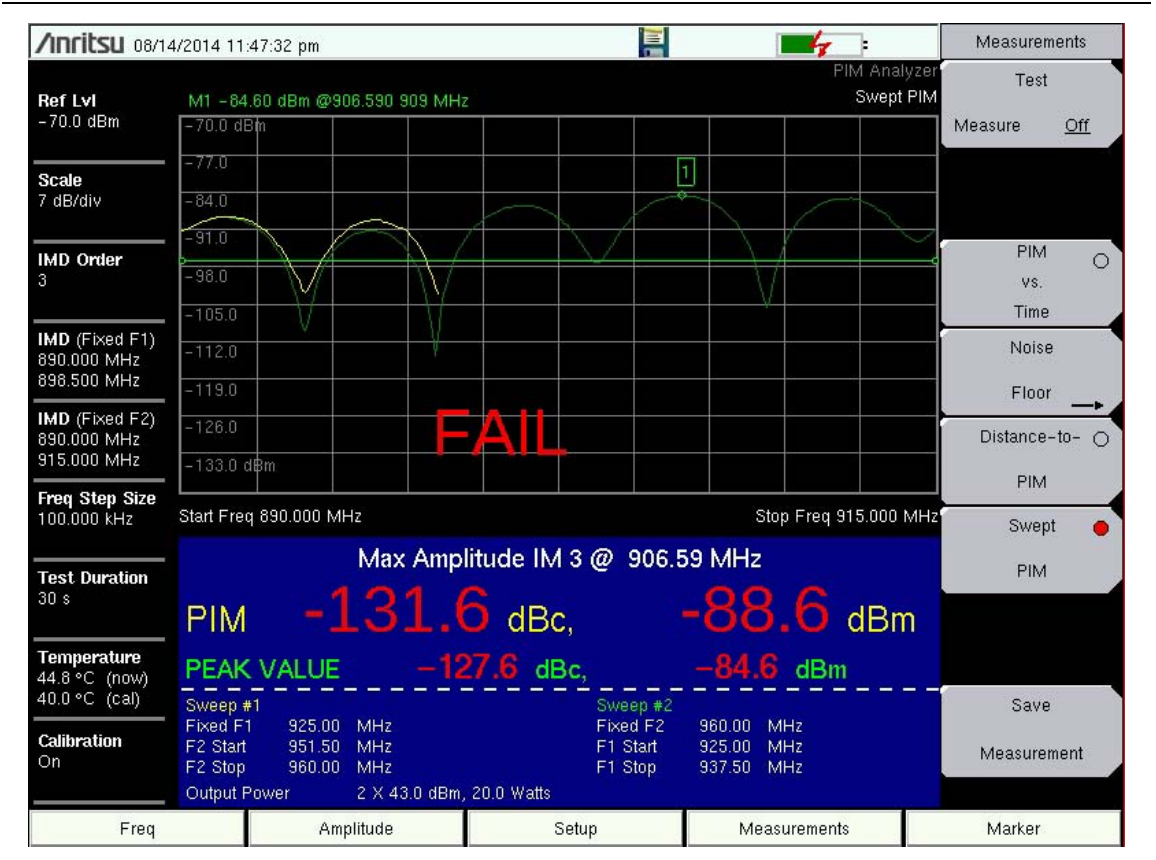 /Inritsu 08/14/2014 11:47:32 pm
Measurements
PIM Analyzer
Swept PIM
M1 -84.60 dBm @906.590 909 MHz
Ref Lvl
-70.0 dBm
Scale
7 dB/div
IMD Order
3
IMD (Fixed F1)
890.000 MHz
898.500 MHz
IMD (Fixed F2)
890.000 MHz
915.000 MHz
Freq Step Size
100.000 kHz
Test Duration
30 s
Temperature
44.8 °C (now)
40.0 °C (cal)
Calibration
On
-70.0 dBm
-77.0
-84.0
-91.0
-98.0
-105.0
-112.0
-119.0
-126.0
-133.0 dBm
1
FAIL
Start Freq 890.000 MHz
Stop Freq 915.000 MHz
Max Amplitude IM 3 @ 906.59 MHz
PIM -131.6 dBc, -88.6 dBm
PEAK VALUE -127.6 dBc, -84.6 dBm
Sweep #1
Fixed F1 925.00 MHz
F2 Start 951.50 MHz
F2 Stop 960.00 MHz
Sweep #2
Fixed F2 960.00 MHz
F1 Start 925.00 MHz
F1 Stop 937.50 MHz
Output Power 2 X 43.0 dBm, 20.0 Watts
Test
Measure Off
PIM
vs.
Time
Noise
Floor
Distance-to-
PIM
Swept
PIM
Save
Measurement
Freq
Amplitude
Setup
Measurements
Marker